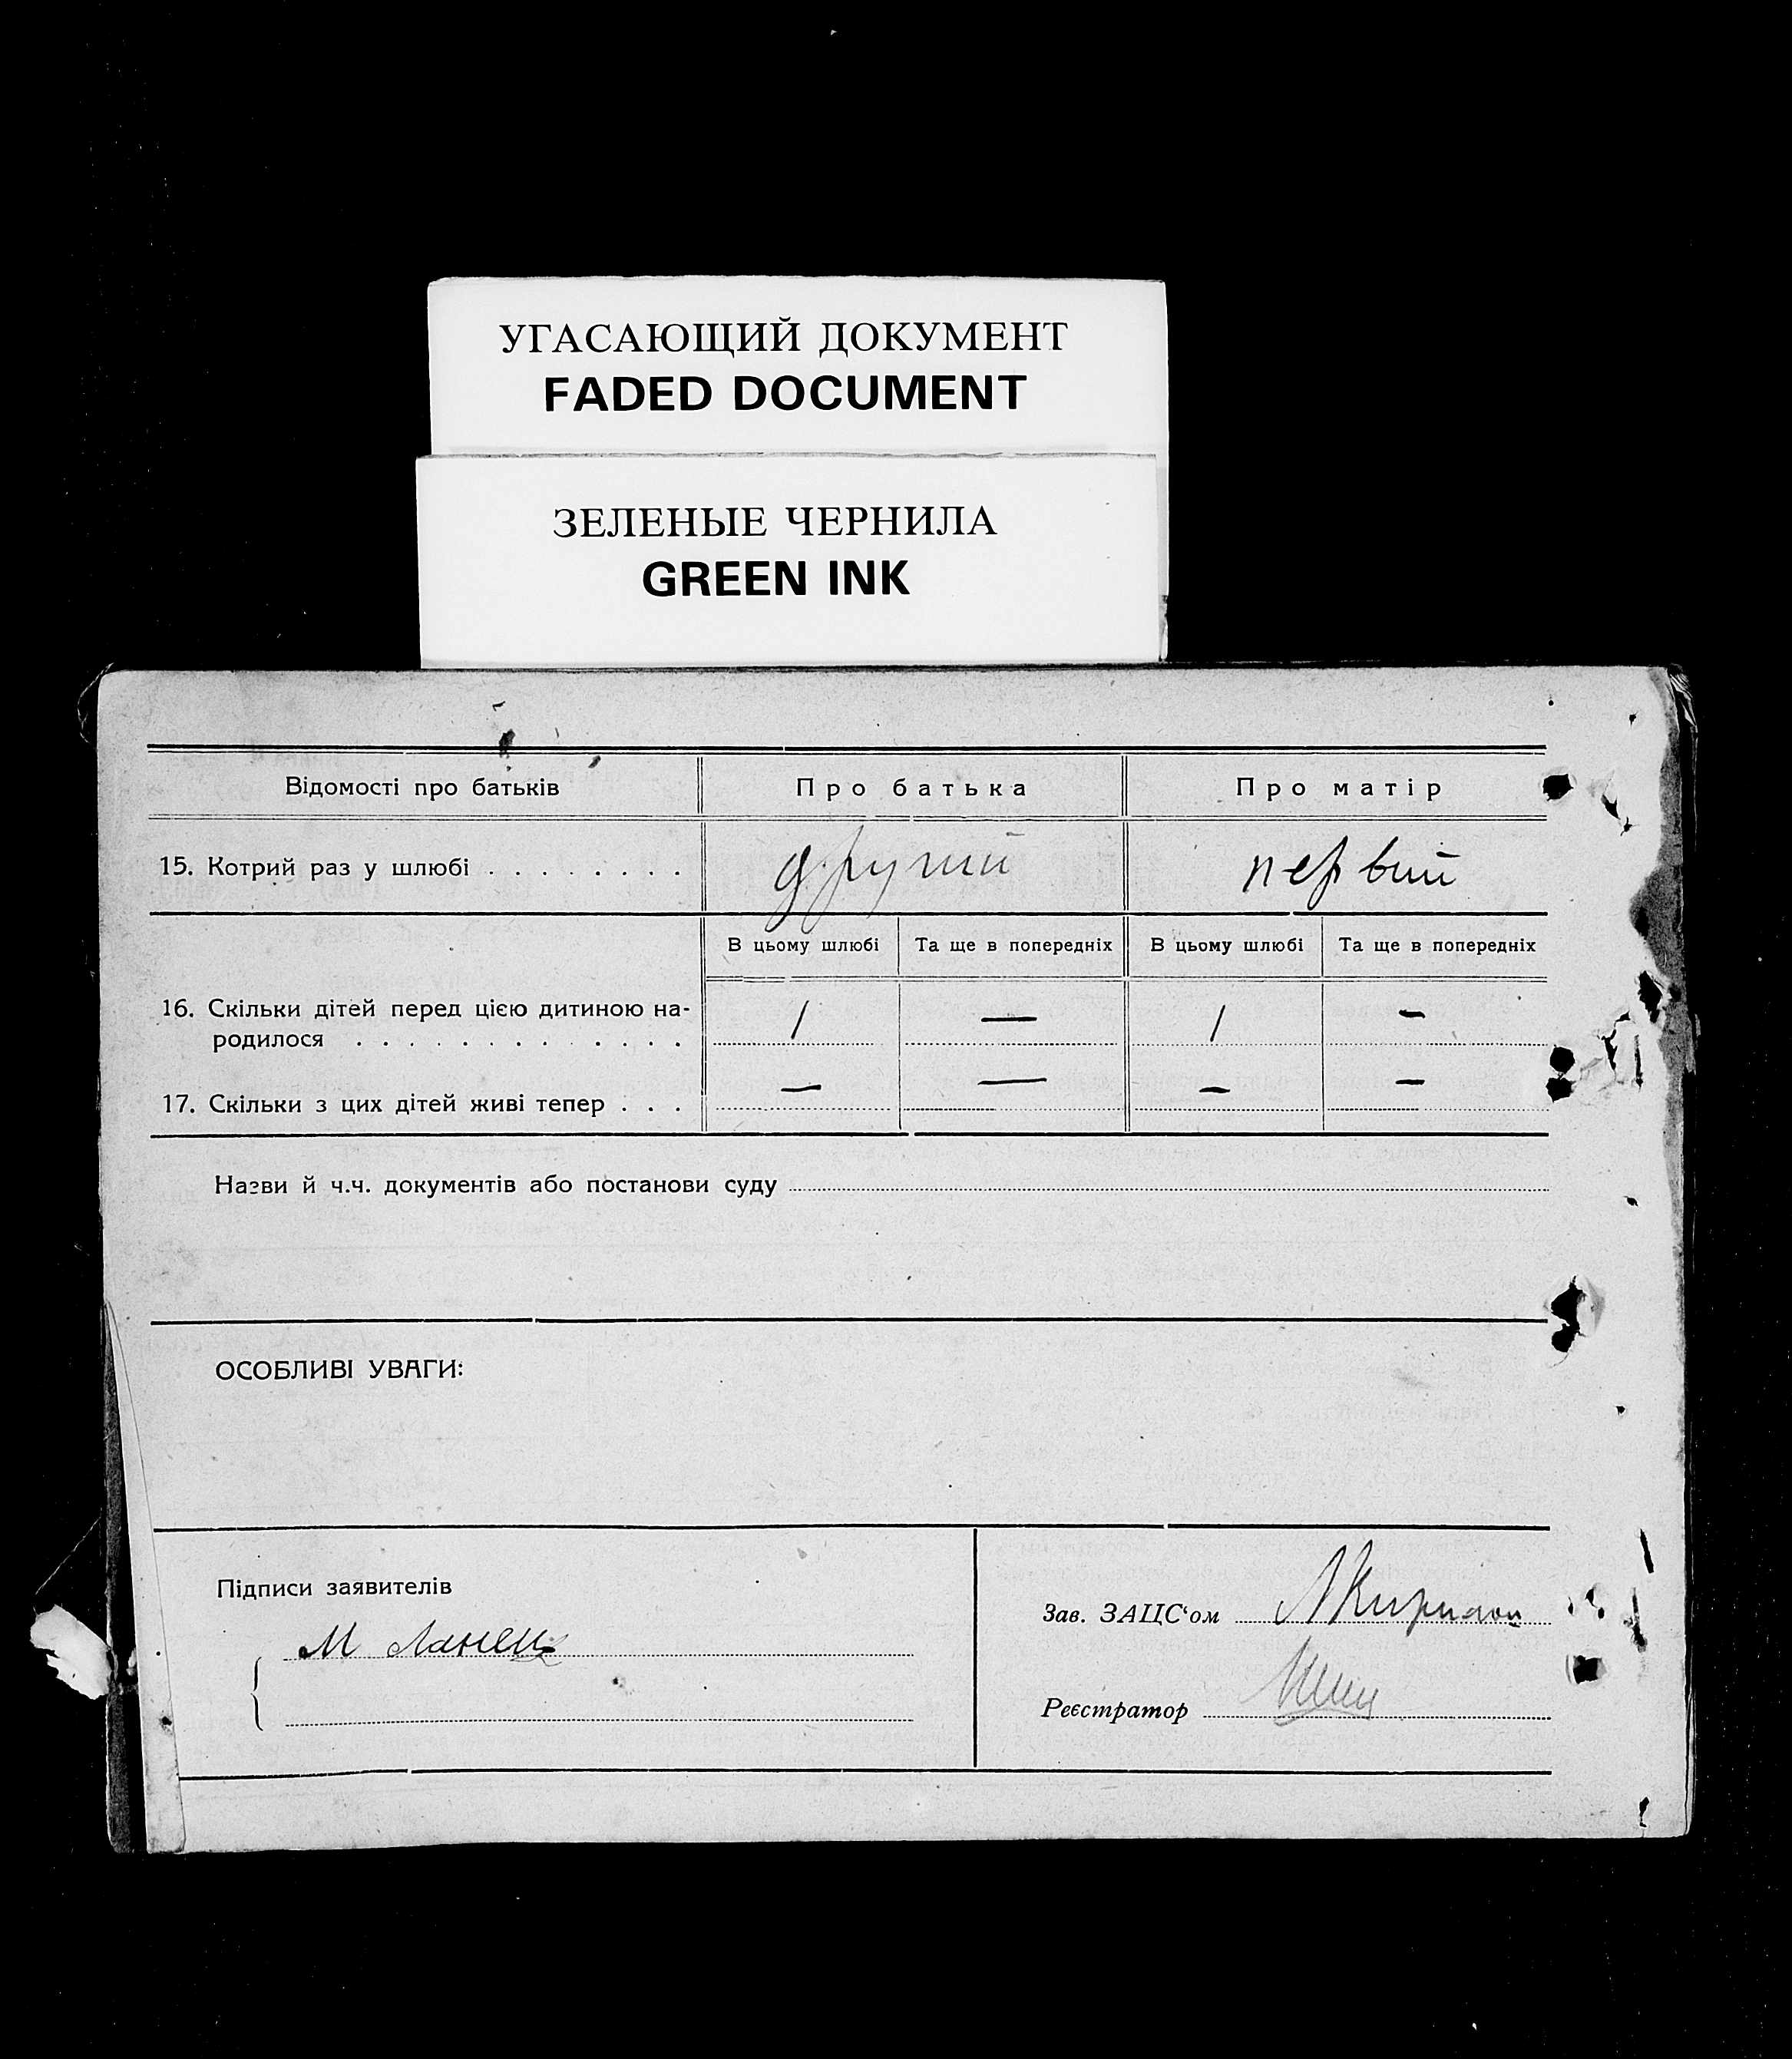 УГАСАЮЩИЙ ДОКУМЕНТ
FADED DOCUMENT
ЗЕЛЕНЫЕ ЧЕРНИЛА
GREEN INK
Відомості про батьків Про батька Про матір
15. Котрий раз у шлюбі . . . . . . . . другий первий
В цьому шлюбі Та ще в попередніх В цьому шлюбі Та ще в попередніх
16. Скільки дітей перед цією дитиною на-
родилося . . . . . . . . . . . . . 1 — 1 —
17. Скільки з цих дітей живі тепер . . . — — — —
Назви й ч.ч. документів або постанови суду
ОСОБЛИВІ УВАГИ:
Підписи заявителів
М
Зав. ЗАЦС‘ом
Реєстратор